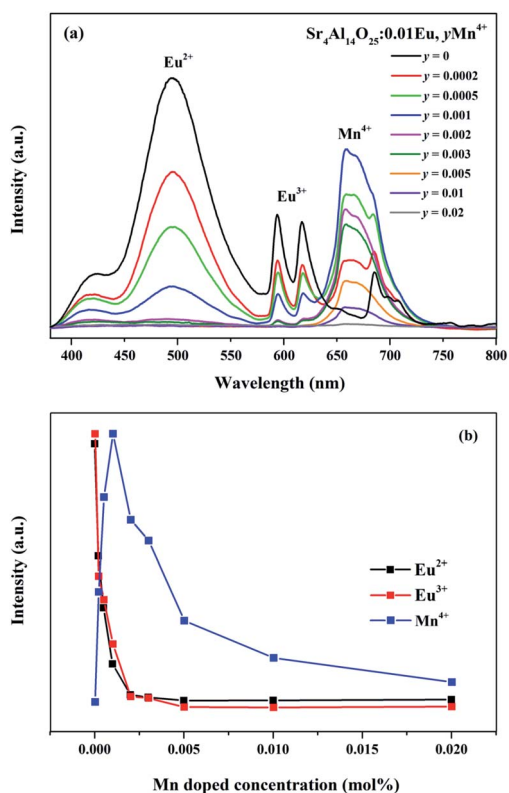 (a)
Sr₄Al₁₄O₂₅:0.01Eu, yMn⁴⁺
Eu²⁺
Eu³⁺
Mn⁴⁺
y = 0
y = 0.0002
y = 0.0005
y = 0.001
y = 0.002
y = 0.003
y = 0.005
y = 0.01
y = 0.02
Intensity (a.u.)
400 450 500 550 600 650 700 750 800
Wavelength (nm)
(b)
Intensity (a.u.)
Eu²⁺
Eu³⁺
Mn⁴⁺
0.000 0.005 0.010 0.015 0.020
Mn doped concentration (mol%)